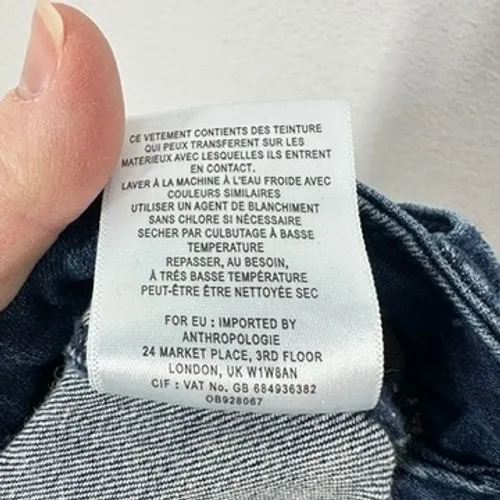 CE VETEMENT CONTIENTS DES TEINTURE
QUI PEUX TRANSFERENT SUR LES
MATERIEUX AVEC LESQUELLES ILS ENTRENT
EN CONTACT.
LAVER À LA MACHINE À L'EAU FROIDE AVEC
COULEURS SIMILAIRES
UTILISER UN AGENT DE BLANCHIMENT
SANS CHLORE SI NÉCESSAIRE
SECHER PAR CULBUTAGE À BASSE
TEMPERATURE
REPASSER, AU BESOIN,
À TRÉS BASSE TEMPÉRATURE
PEUT-ÊTRE ÊTRE NETTOYÉE SEC
FOR EU : IMPORTED BY
ANTHROPOLOGIE
24 MARKET PLACE, 3RD FLOOR
LONDON, UK W1W8AN
CIF : VAT No. GB 684936382
OB928067